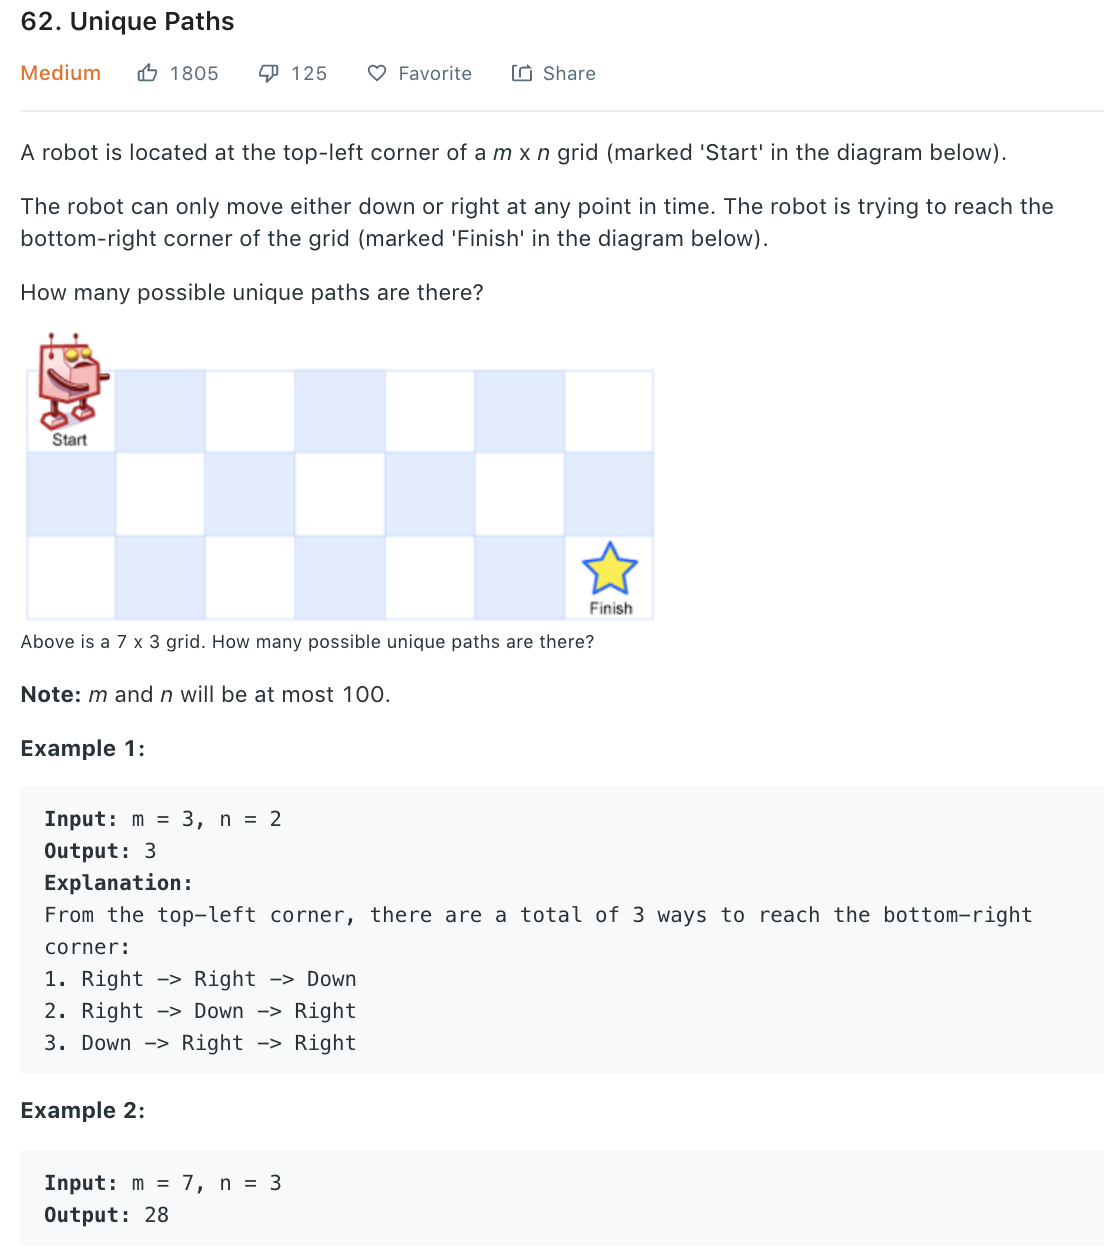 62. Unique Paths
Medium 1805 125 Favorite Share
A robot is located at the top-left corner of a m x n grid (marked 'Start' in the diagram below).
The robot can only move either down or right at any point in time. The robot is trying to reach the
bottom-right corner of the grid (marked 'Finish' in the diagram below).
How many possible unique paths are there?
Start
Finish
Above is a 7 x 3 grid. How many possible unique paths are there?
Note: m and n will be at most 100.
Example 1:
Input: m = 3, n = 2
Output: 3
Explanation:
From the top-left corner, there are a total of 3 ways to reach the bottom-right
corner:
1. Right -> Right -> Down
2. Right -> Down -> Right
3. Down -> Right -> Right
Example 2:
Input: m = 7, n = 3
Output: 28